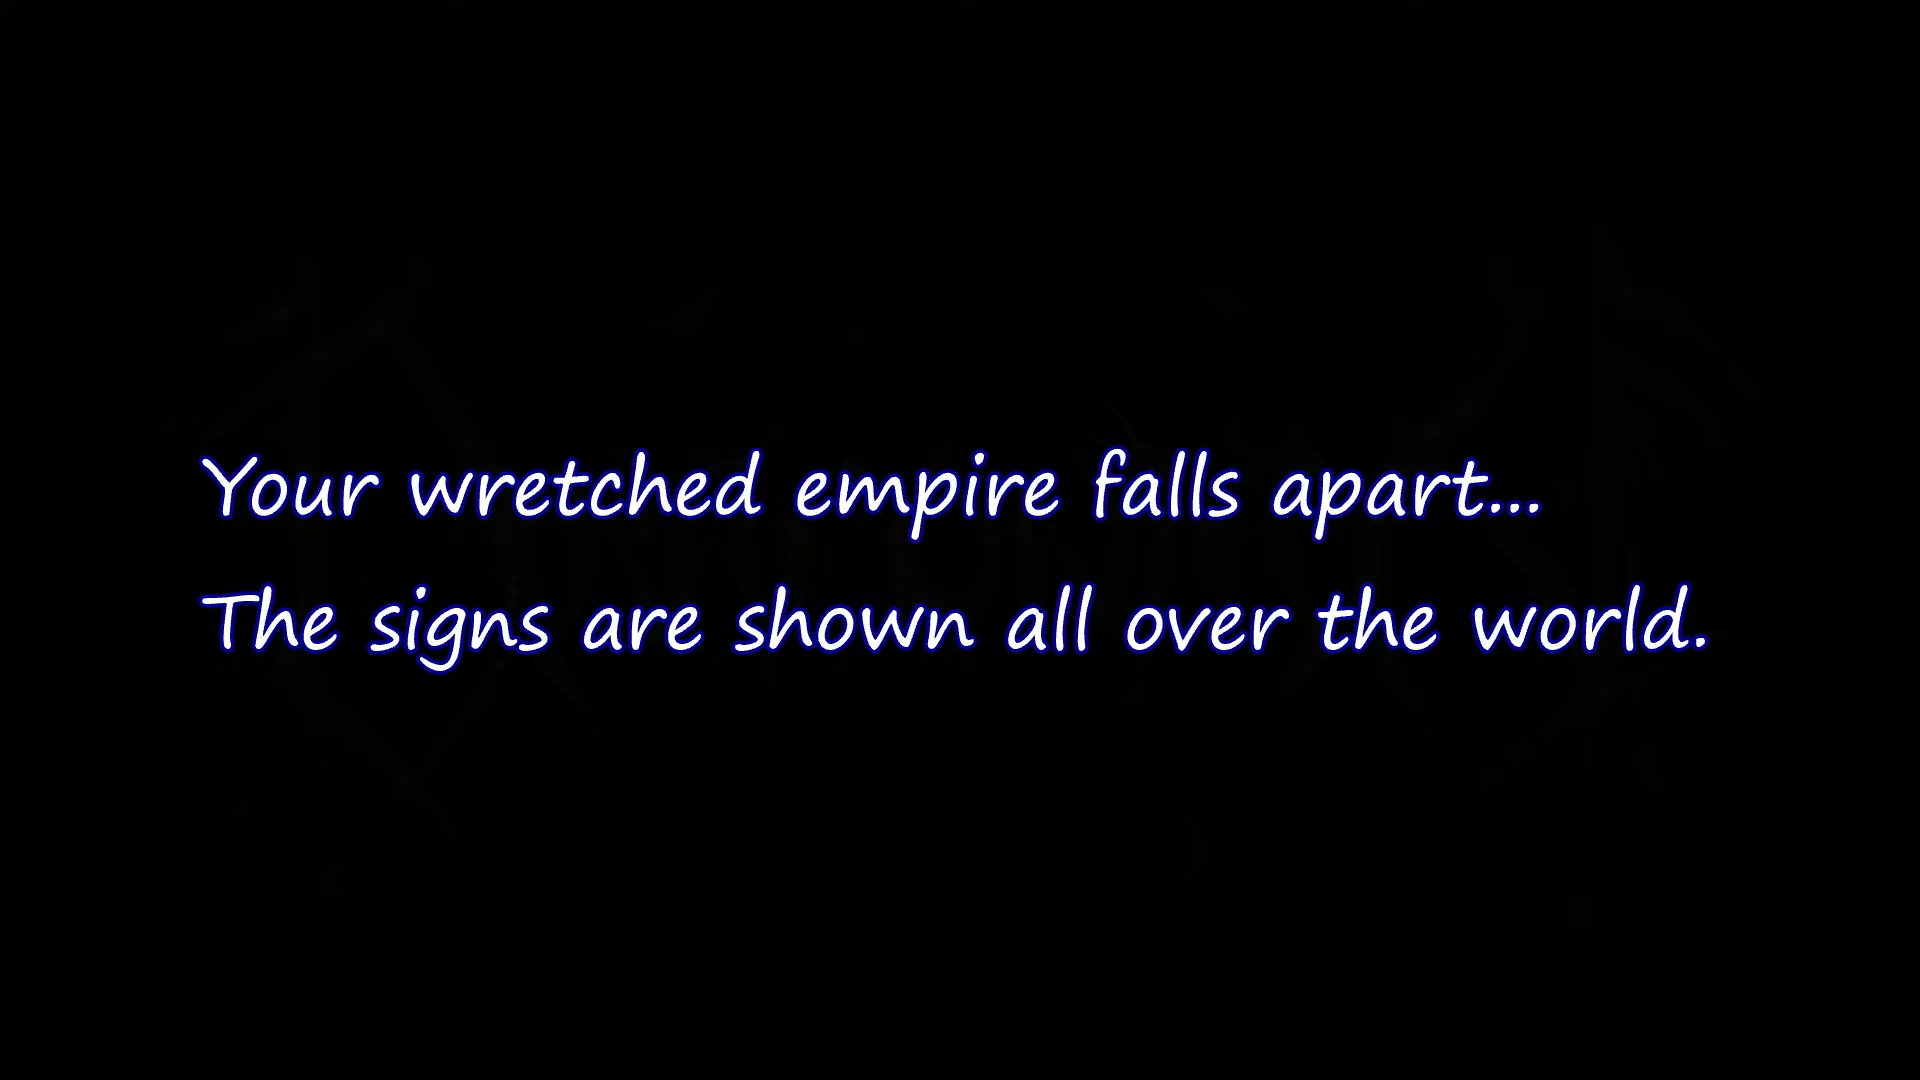 Your wretched empire falls apart...
The signs are shown all over the world.